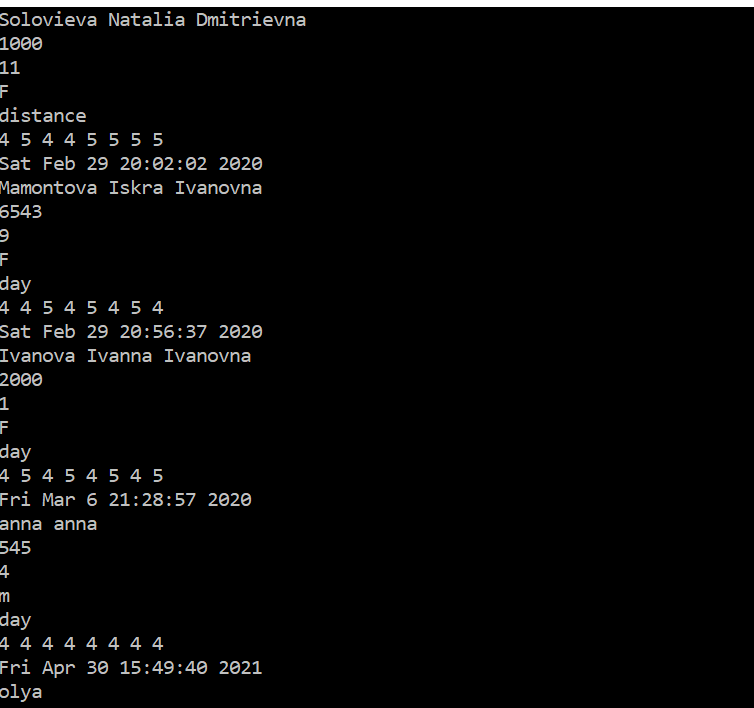 Solovieva Natalia Dmitrievna
1000
11
F
distance
4 5 4 4 5 5 5 5
Sat Feb 29 20:02:02 2020
Mamontova Iskra Ivanovna
6543
9
F
day
4 4 5 4 5 4 5 4
Sat Feb 29 20:56:37 2020
Ivanova Ivanna Ivanovna
2000
1
F
day
4 5 4 5 4 5 4 5
Fri Mar 6 21:28:57 2020
anna anna
545
4
m
day
4 4 4 4 4 4 4 4
Fri Apr 30 15:49:40 2021
olya